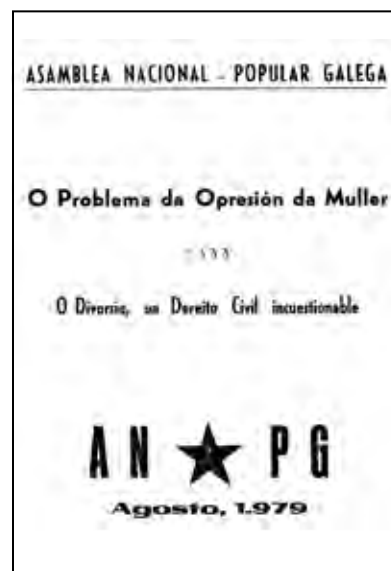 ASAMBLEA NACIONAL - POPULAR GALEGA
O Problema da Opresión da Muller
O Divorcio, un Dereito Civil incuestionable
AN ★ PG
Agosto, 1.979